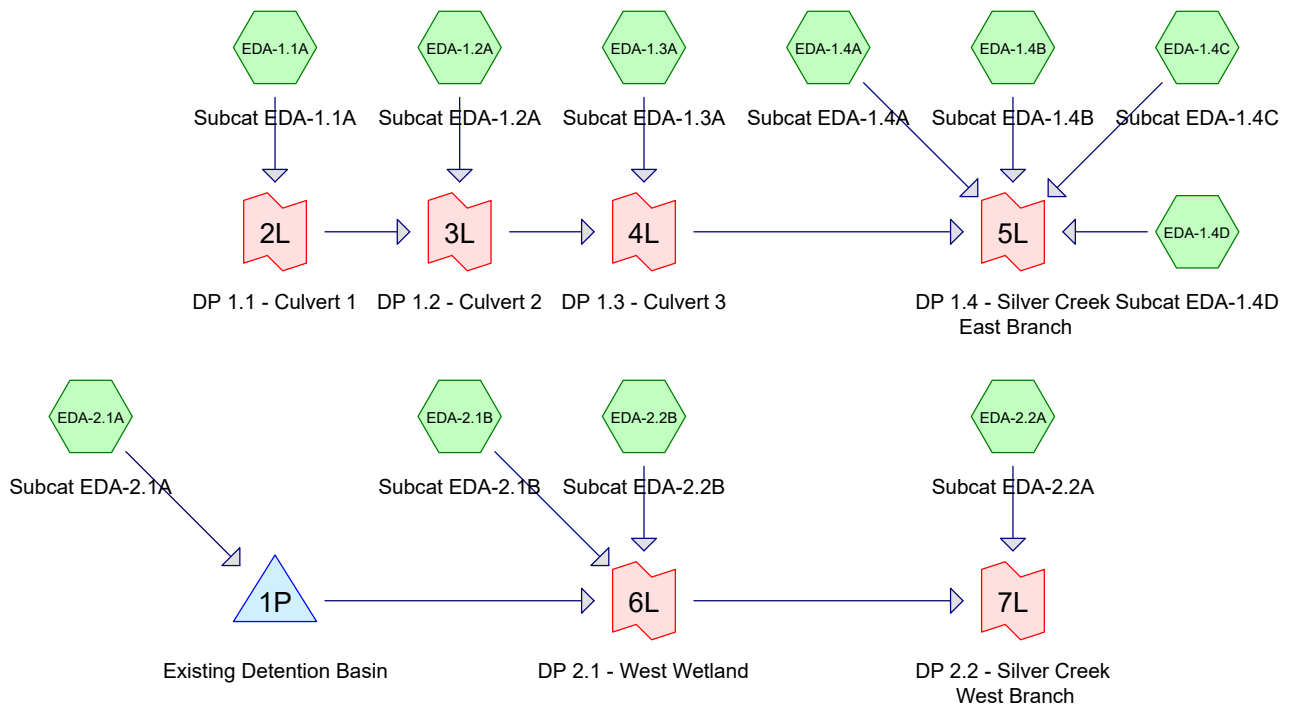 EDA-1.1A
EDA-1.2A
EDA-1.3A
EDA-1.4A
EDA-1.4B
EDA-1.4C
Subcat EDA-1.1A
Subcat EDA-1.2A
Subcat EDA-1.3A
Subcat EDA-1.4A
Subcat EDA-1.4B
Subcat EDA-1.4C
2L
3L
4L
5L
EDA-1.4D
DP 1.1 - Culvert 1
DP 1.2 - Culvert 2
DP 1.3 - Culvert 3
DP 1.4 - Silver Creek
East Branch
Subcat EDA-1.4D
EDA-2.1A
EDA-2.1B
EDA-2.2B
EDA-2.2A
Subcat EDA-2.1A
Subcat EDA-2.1B
Subcat EDA-2.2B
Subcat EDA-2.2A
1P
6L
7L
Existing Detention Basin
DP 2.1 - West Wetland
DP 2.2 - Silver Creek
West Branch